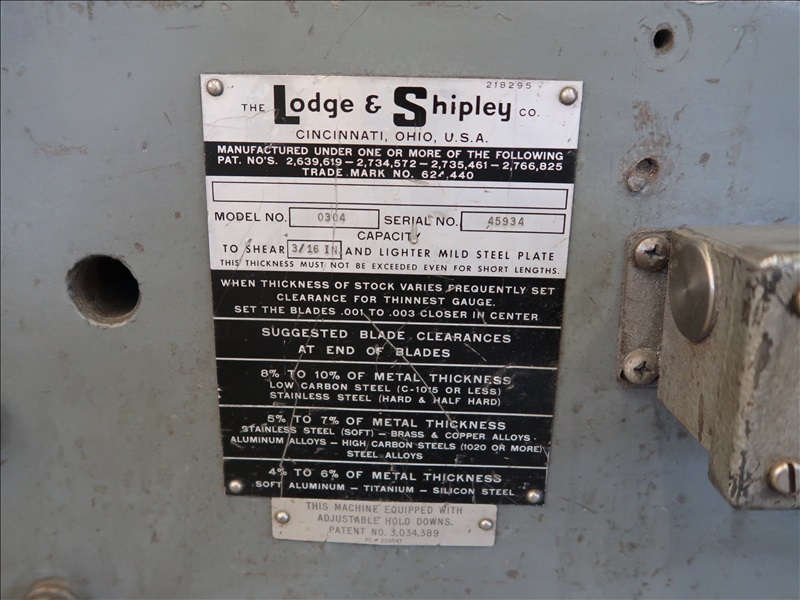 218295
THE Lodge & Shipley CO.
CINCINNATI, OHIO, U.S.A.
MANUFACTURED UNDER ONE OR MORE OF THE FOLLOWING
PAT. NO'S. 2,639,619 – 2,734,572 – 2,735,461 – 2,766,825
TRADE MARK NO. 624,440
MODEL NO. 0304 SERIAL NO. 45934
CAPACITY
TO SHEAR 3/16 IN. AND LIGHTER MILD STEEL PLATE
THIS THICKNESS MUST NOT BE EXCEEDED EVEN FOR SHORT LENGTHS.
WHEN THICKNESS OF STOCK VARIES FREQUENTLY SET
CLEARANCE FOR THINNEST GAUGE.
SET THE BLADES .001 TO .003 CLOSER IN CENTER
SUGGESTED BLADE CLEARANCES
AT END OF BLADES
8% TO 10% OF METAL THICKNESS
LOW CARBON STEEL (C-1015 OR LESS)
STAINLESS STEEL (HARD & HALF HARD)
5% TO 7% OF METAL THICKNESS
STAINLESS STEEL (SOFT) – BRASS & COPPER ALLOYS
ALUMINUM ALLOYS – HIGH CARBON STEELS (1020 OR MORE)
STEEL ALLOYS
4% TO 6% OF METAL THICKNESS
SOFT ALUMINUM – TITANIUM – SILICON STEEL
THIS MACHINE EQUIPPED WITH
ADJUSTABLE HOLD DOWNS.
PATENT NO. 3,034,389